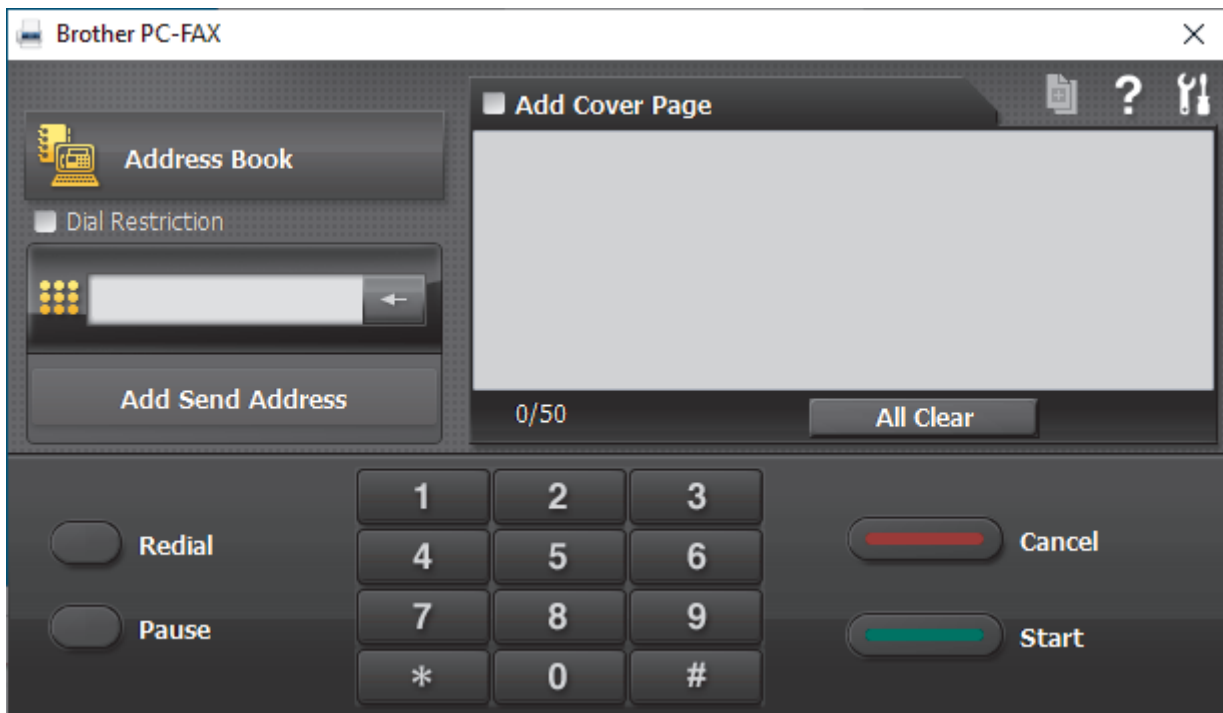 Brother PC-FAX
Add Cover Page
?
Address Book
Dial Restriction
Add Send Address
0/50
All Clear
1 2 3
4 5 6
7 8 9
* 0 #
Redial
Pause
Cancel
Start